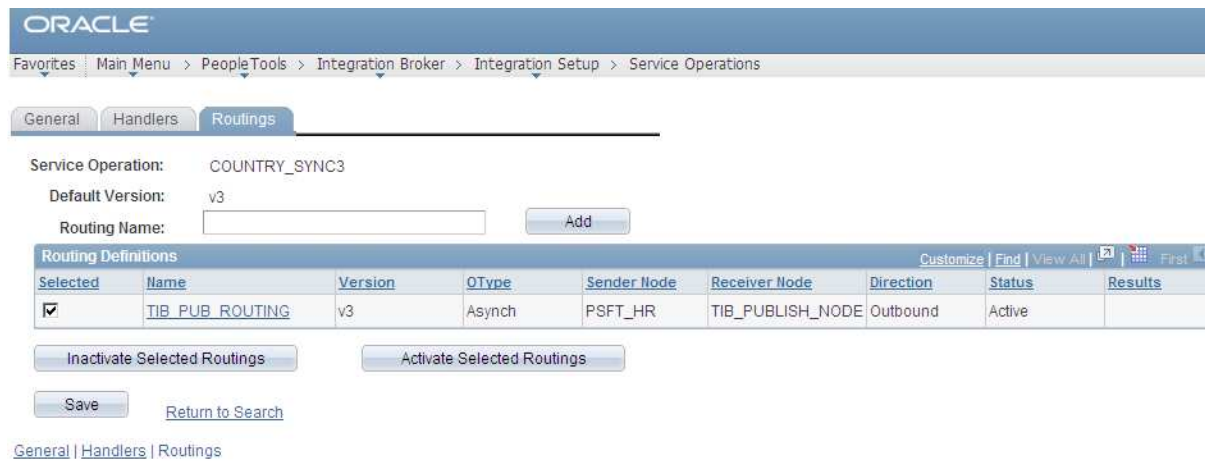 ORACLE
Favorites | Main Menu > PeopleTools > Integration Broker > Integration Setup > Service Operations
General Handlers Routings
Service Operation: COUNTRY_SYNC3
Default Version: v3
Routing Name: Add
Routing Definitions Customize | Find | View All | | First
Selected Name Version OType Sender Node Receiver Node Direction Status Results
TIB_PUB_ROUTING v3 Asynch PSFT_HR TIB_PUBLISH_NODE Outbound Active
Inactivate Selected Routings Activate Selected Routings
Save Return to Search
General | Handlers | Routings